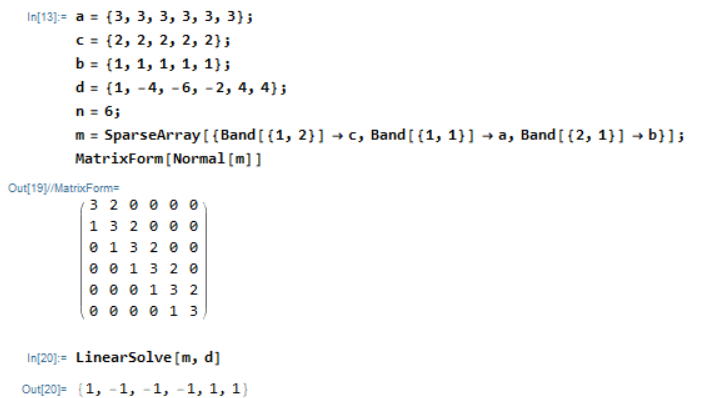 In[13]:= a = {3, 3, 3, 3, 3, 3};
c = {2, 2, 2, 2, 2};
b = {1, 1, 1, 1, 1};
d = {1, -4, -6, -2, 4, 4};
n = 6;
m = SparseArray[{Band[{1, 2}] → c, Band[{1, 1}] → a, Band[{2, 1}] → b}];
MatrixForm[Normal[m]]
Out[19]//MatrixForm=
3 2 0 0 0 0
1 3 2 0 0 0
0 1 3 2 0 0
0 0 1 3 2 0
0 0 0 1 3 2
0 0 0 0 1 3
In[20]:= LinearSolve[m, d]
Out[20]= {1, -1, -1, -1, 1, 1}